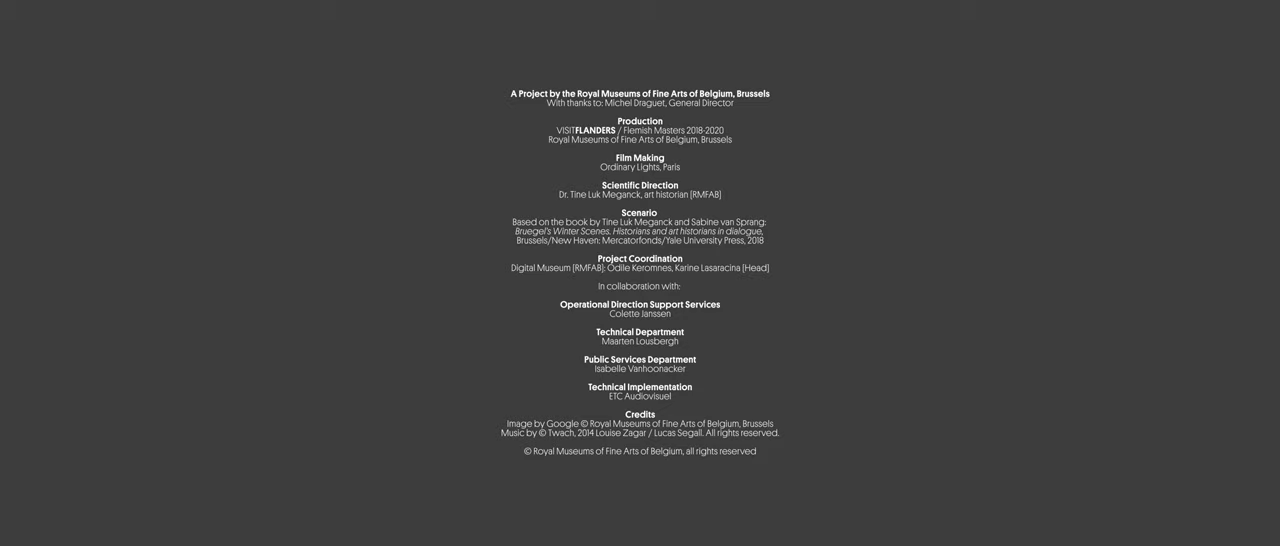 A Project by the Royal Museums of Fine Arts of Belgium, Brussels
With thanks to: Michel Draguet, General Director
Production
VISITFLANDERS / Flemish Masters 2018-2020
Royal Museums of Fine Arts of Belgium, Brussels
Film Making
Ordinary Lights, Paris
Scientific Direction
Dr. Tine Luk Meganck, art historian (RMFAB)
Scenario
Based on the book by Tine Luk Meganck and Sabine van Sprang:
Bruegel's Winter Scenes. Historians and art historians in dialogue,
Brussels/New Haven: Mercatorfonds/Yale University Press, 2018
Project Coordination
Digital Museum (RMFAB): Odile Keromnes, Karine Lasaracina (Head)
In collaboration with:
Operational Direction Support Services
Colette Janssen
Technical Department
Maarten Lousbergh
Public Services Department
Isabelle Vanhoonacker
Technical Implementation
ETC Audiovisuel
Credits
Image by Google © Royal Museums of Fine Arts of Belgium, Brussels
Music by © Twach, 2014 Louise Zagar / Lucas Segall. All rights reserved.
© Royal Museums of Fine Arts of Belgium, all rights reserved